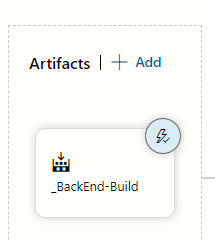 Artifacts | + Add
_BackEnd-Build